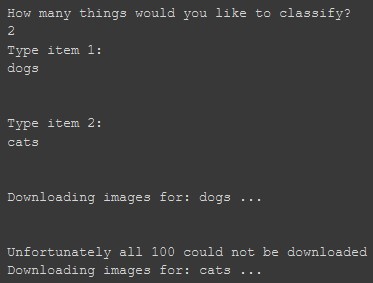 How many things would you like to classify?
2
Type item 1:
dogs
Type item 2:
cats
Downloading images for: dogs ...
Unfortunately all 100 could not be downloaded
Downloading images for: cats ...